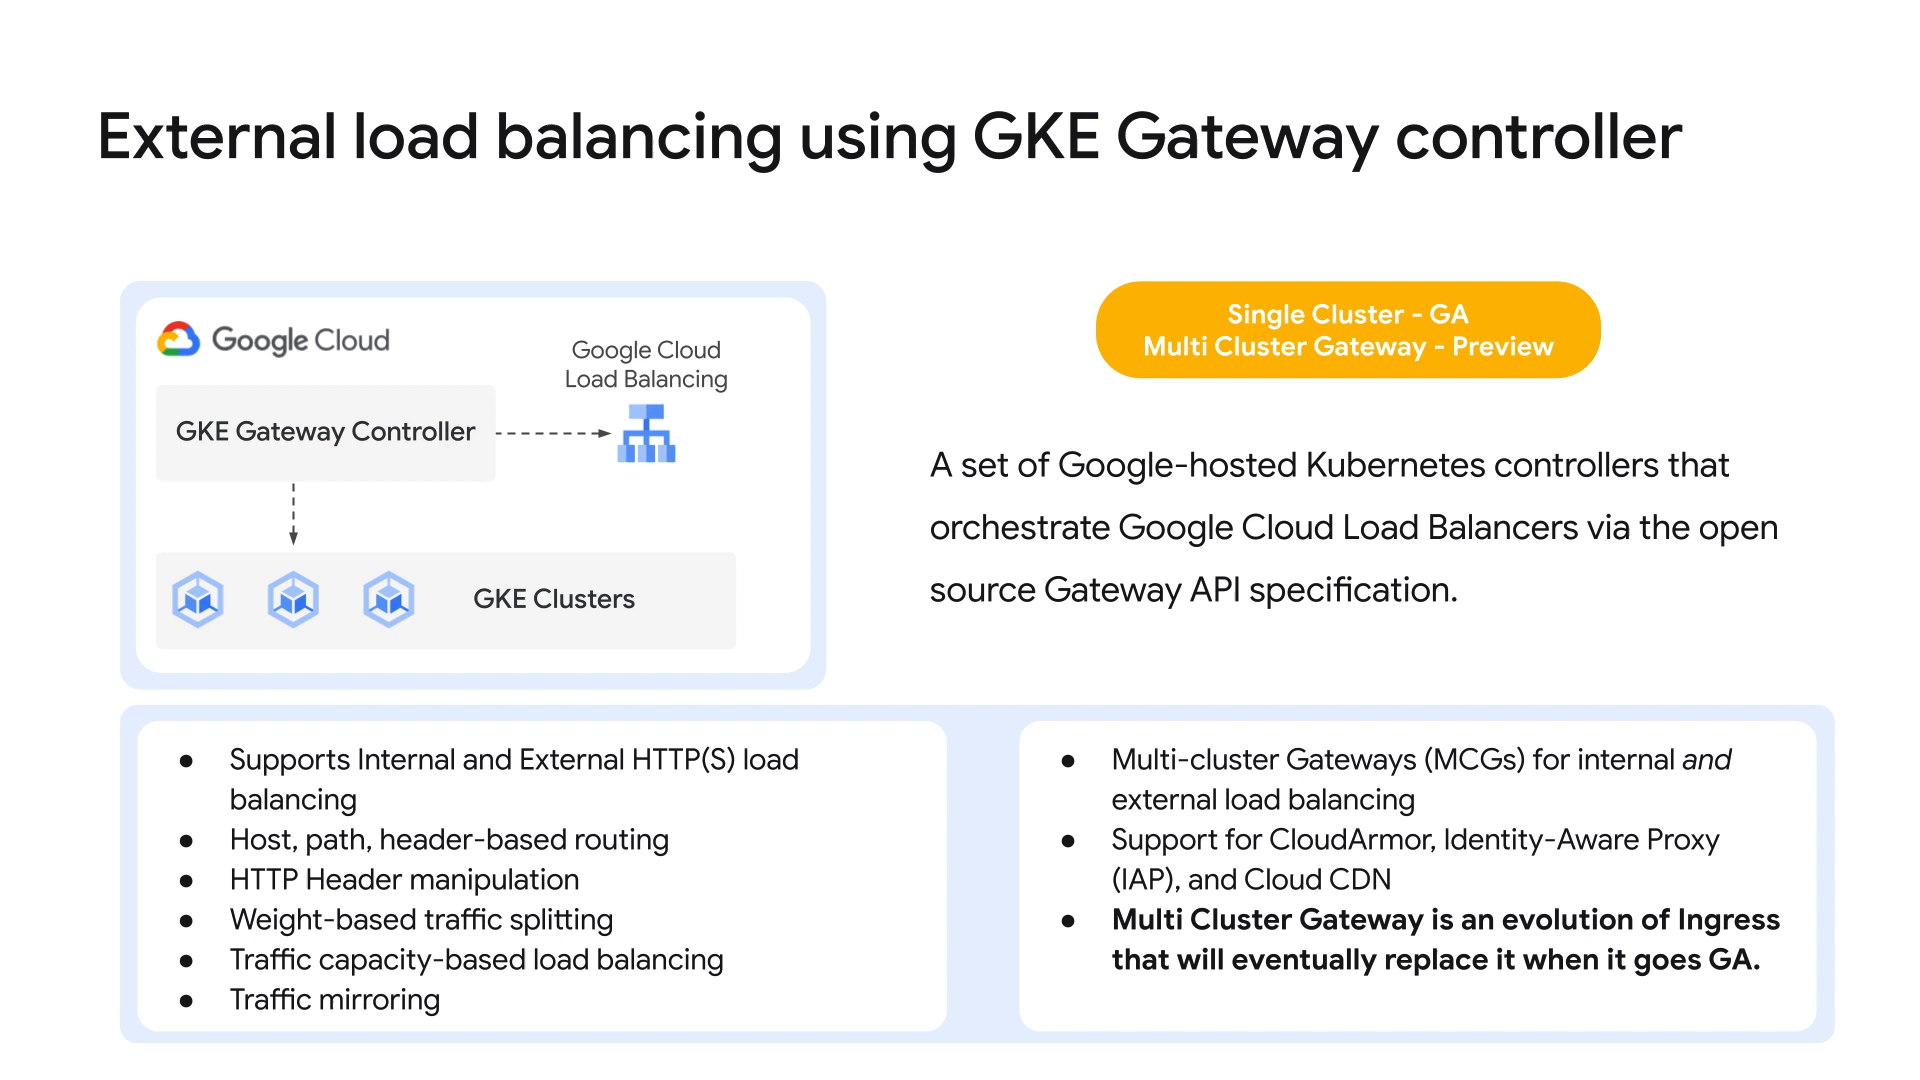 External load balancing using GKE Gateway controller
Google Cloud
Google Cloud
Load Balancing
GKE Gateway Controller
GKE Clusters
Single Cluster - GA
Multi Cluster Gateway - Preview
A set of Google-hosted Kubernetes controllers that
orchestrate Google Cloud Load Balancers via the open
source Gateway API specification.
● Supports Internal and External HTTP(S) load
balancing
● Host, path, header-based routing
● HTTP Header manipulation
● Weight-based traffic splitting
● Traffic capacity-based load balancing
● Traffic mirroring
● Multi-cluster Gateways (MCGs) for internal and
external load balancing
● Support for CloudArmor, Identity-Aware Proxy
(IAP), and Cloud CDN
● Multi Cluster Gateway is an evolution of Ingress
that will eventually replace it when it goes GA.